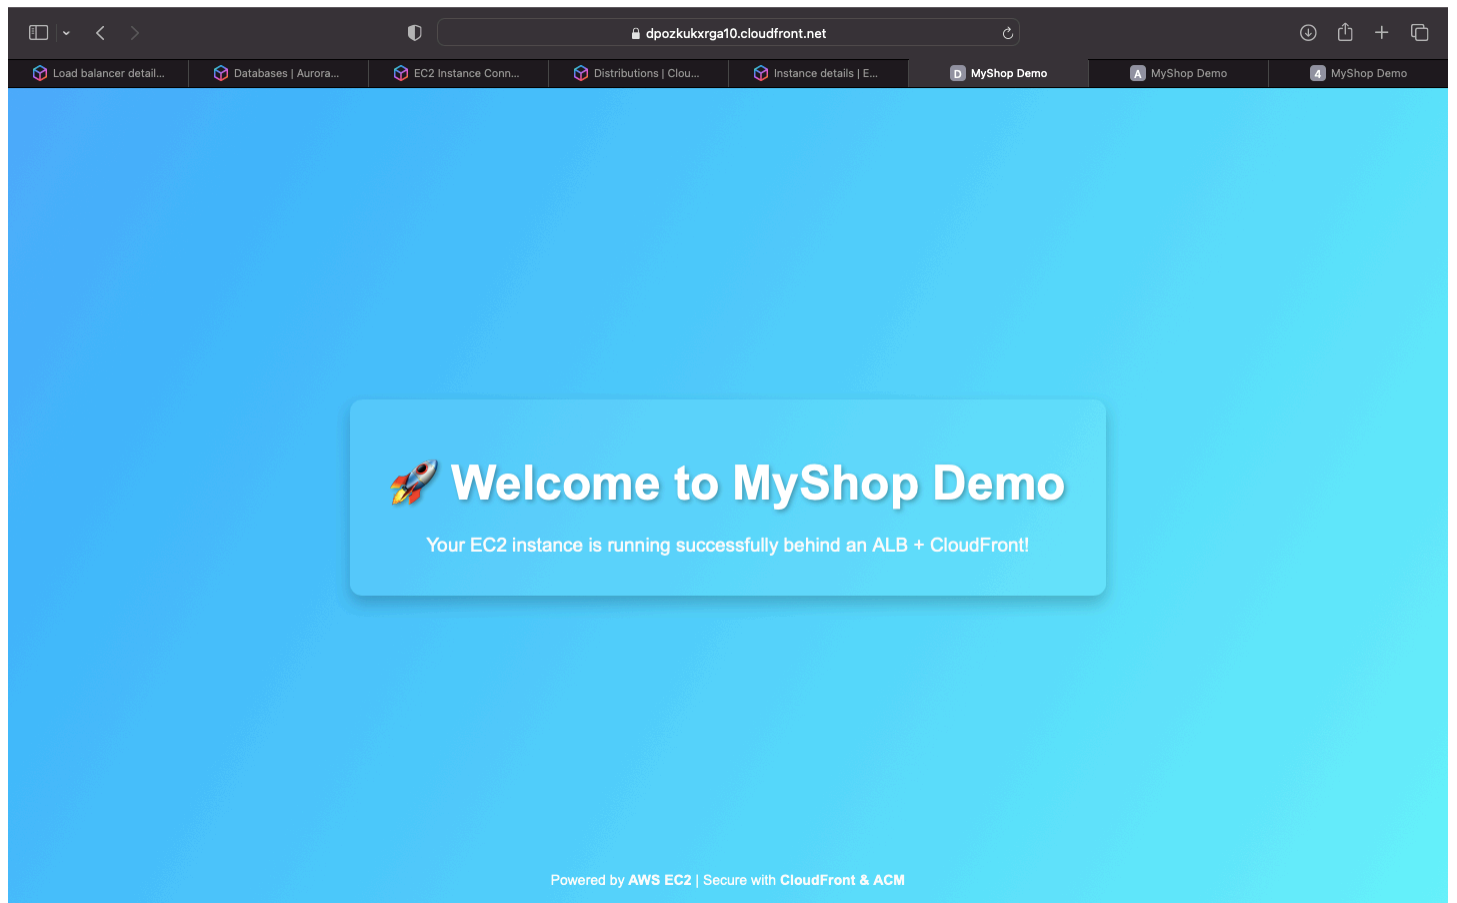 dpozkukxrga10.cloudfront.net
Load balancer detail...
Databases | Aurora...
EC2 Instance Conn...
Distributions | Clou...
Instance details | E...
D MyShop Demo
A MyShop Demo
4 MyShop Demo
🚀 Welcome to MyShop Demo
Your EC2 instance is running successfully behind an ALB + CloudFront!
Powered by AWS EC2 | Secure with CloudFront & ACM